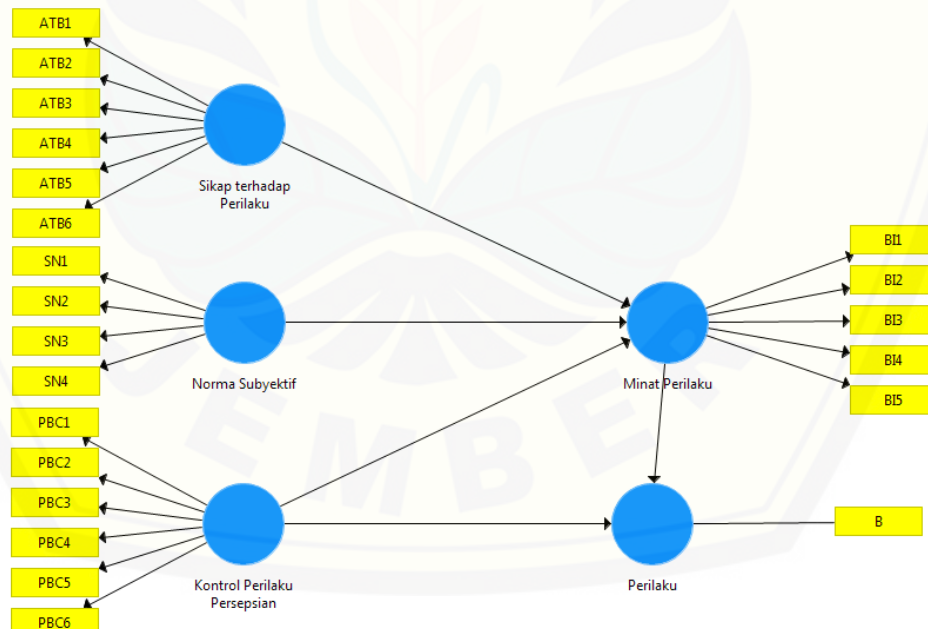 ATB1
ATB2
ATB3
ATB4
ATB5
ATB6
Sikap terhadap
Perilaku
SN1
SN2
SN3
SN4
Norma Subyektif
PBC1
PBC2
PBC3
PBC4
PBC5
PBC6
Kontrol Perilaku
Persepsian
Minat Perilaku
BI1
BI2
BI3
BI4
BI5
Perilaku
B
JEMBER